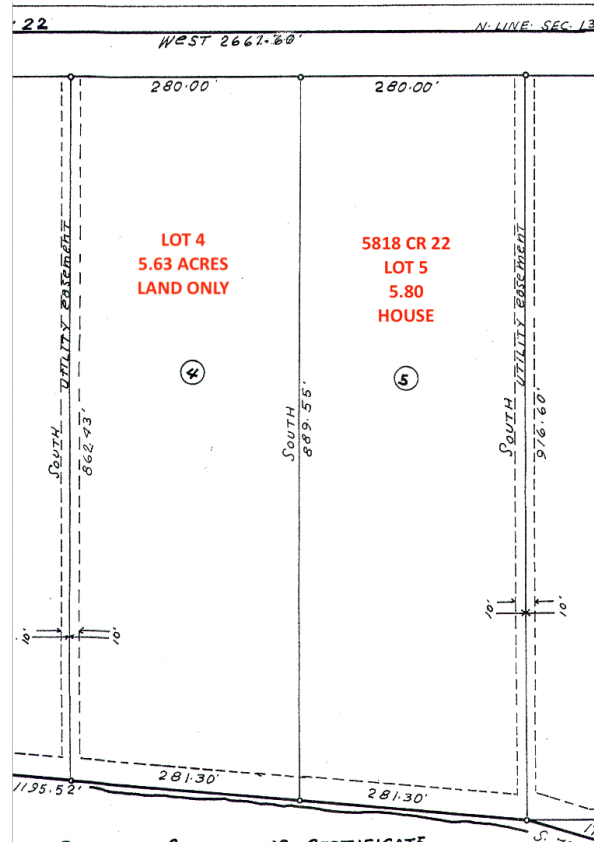 22
WEST 2661.60'
N. LINE SEC. 13
280.00'
280.00'
LOT 4
5.63 ACRES
LAND ONLY
5818 CR 22
LOT 5
5.80
HOUSE
UTILITY easement
UTILITY easement
4
5
SOUTH
862.43'
SOUTH
889.55'
SOUTH
916.60'
10'
10'
10'
10'
1195.52'
281.30'
281.30'
S.
CERTIFICATE